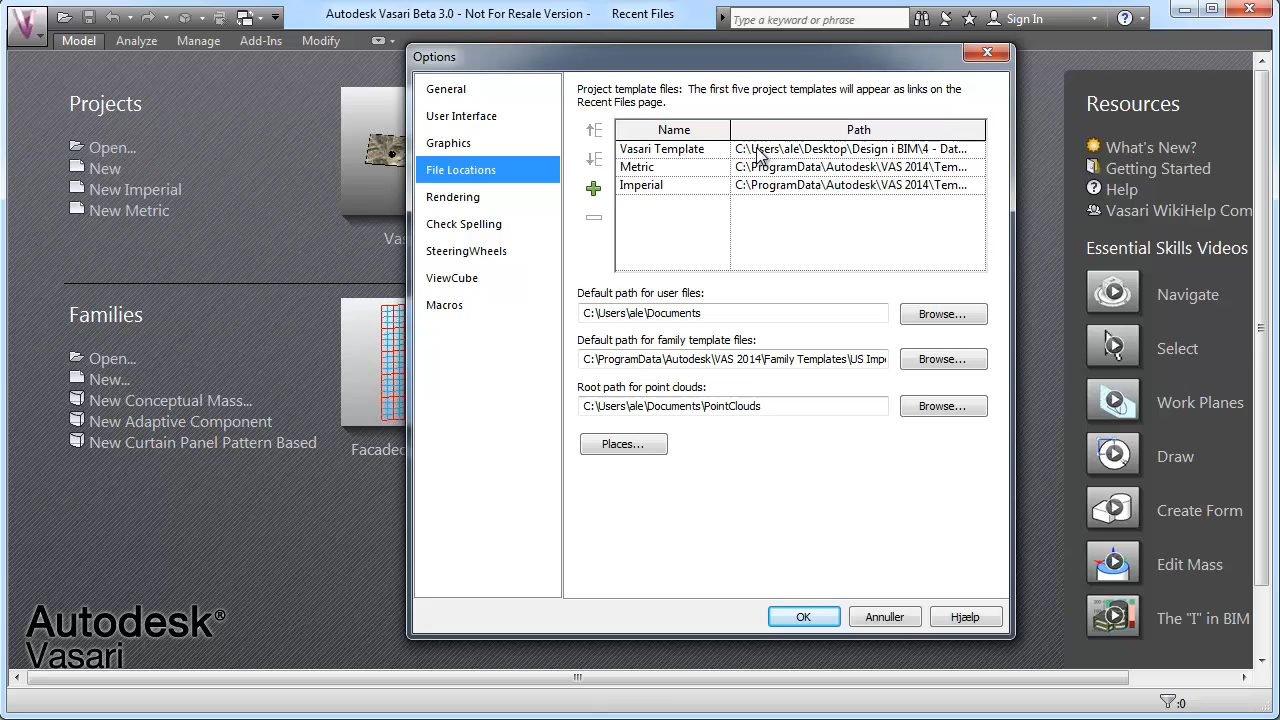 Autodesk Vasari Beta 3.0 - Not For Resale Version - Recent Files
Type a keyword or phrase
Sign In
Model Analyze Manage Add-Ins Modify
Projects
Open...
New
New Imperial
New Metric
Vas
Families
Open...
New...
New Conceptual Mass...
New Adaptive Component
New Curtain Panel Pattern Based
Facade
Autodesk®
Vasari
Options
General
User Interface
Graphics
File Locations
Rendering
Check Spelling
SteeringWheels
ViewCube
Macros
Project template files: The first five project templates will appear as links on the
Recent Files page.
Name Path
Vasari Template C:\Users\ale\Desktop\Design i BIM\4 - Dat...
Metric C:\ProgramData\Autodesk\VAS 2014\Tem...
Imperial C:\ProgramData\Autodesk\VAS 2014\Tem...
Default path for user files:
C:\Users\ale\Documents Browse...
Default path for family template files:
C:\ProgramData\Autodesk\VAS 2014\Family Templates\US Impe Browse...
Root path for point clouds:
C:\Users\ale\Documents\PointClouds Browse...
Places...
OK Annuller Hjælp
Resources
What's New?
Getting Started
Help
Vasari WikiHelp Com
Essential Skills Videos
Navigate
Select
Work Planes
Draw
Create Form
Edit Mass
The "I" in BIM
:0